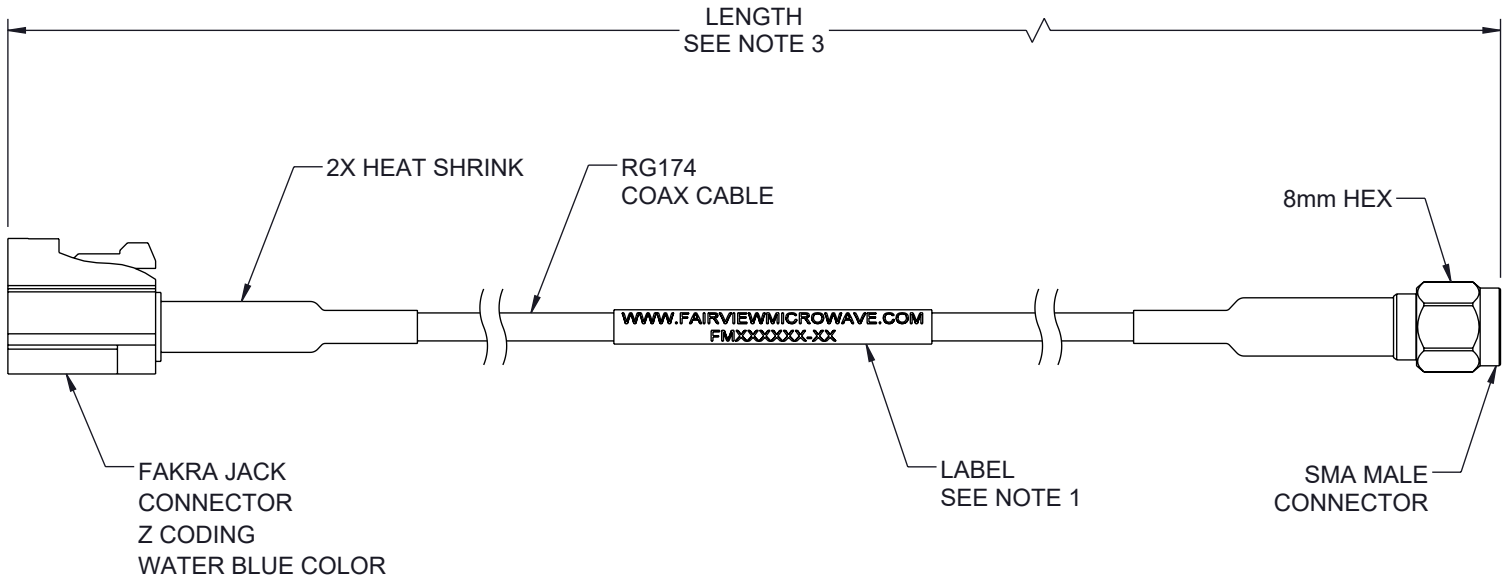 LENGTH
SEE NOTE 3
2X HEAT SHRINK
RG174
COAX CABLE
8mm HEX
WWW.FAIRVIEWMICROWAVE.COM
FMXXXXXX-XX
FAKRA JACK
CONNECTOR
Z CODING
WATER BLUE COLOR
LABEL
SEE NOTE 1
SMA MALE
CONNECTOR